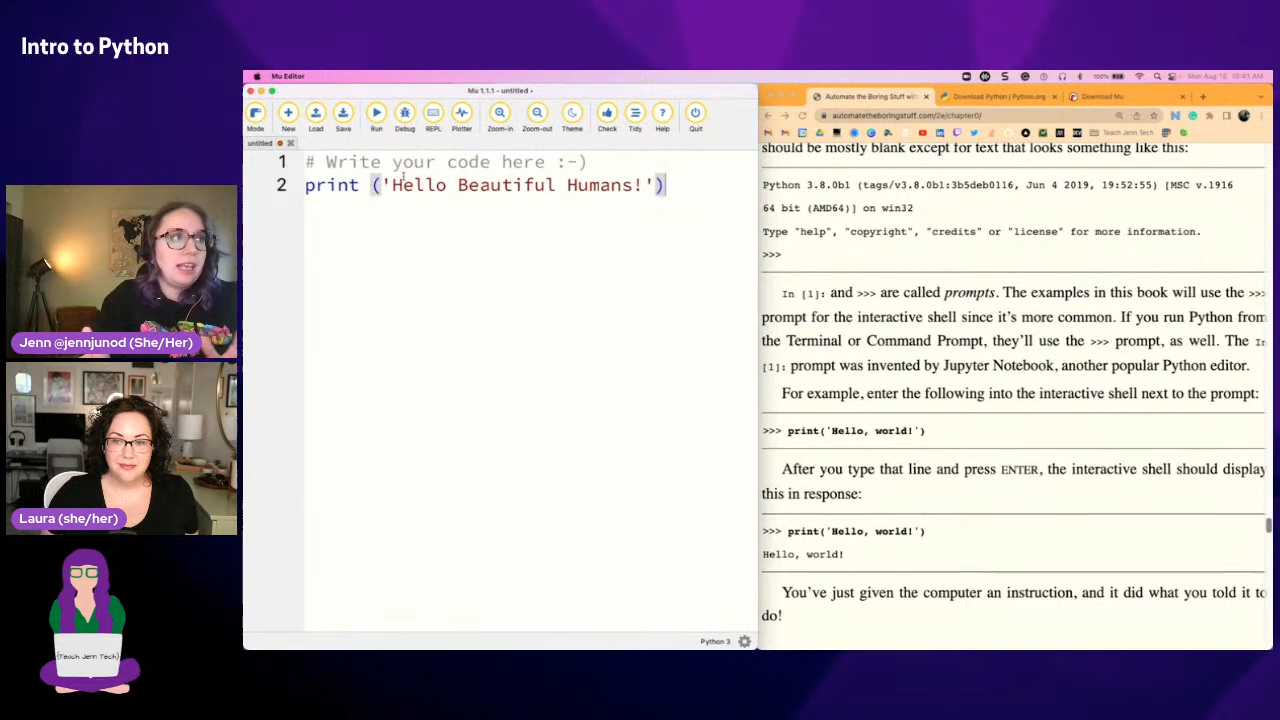 Intro to Python
Mu Editor
100%
Mon Aug 15 10:41 AM
Mu 1.1.1 - untitled
Mode New Load Save Run Debug REPL Plotter Zoom-in Zoom-out Theme Check Tidy Help Quit
untitled
1 # Write your code here :-)
2 print ('Hello Beautiful Humans!')
Python 3
Automate the Boring Stuff with
Download Python | Python.org
Download Mu
automatetheboringstuff.com/2e/chapter0/
Teach Jenn Tech
should be mostly blank except for text that looks something like this:
Python 3.8.0b1 (tags/v3.8.0b1:3b5deb0116, Jun 4 2019, 19:52:55) [MSC v.1916
64 bit (AMD64)] on win32
Type "help", "copyright", "credits" or "license" for more information.
>>>
In [1]: and >>> are called prompts. The examples in this book will use the >>>
prompt for the interactive shell since it's more common. If you run Python from
the Terminal or Command Prompt, they'll use the >>> prompt, as well. The In
[1]: prompt was invented by Jupyter Notebook, another popular Python editor.
For example, enter the following into the interactive shell next to the prompt:
>>> print('Hello, world!')
After you type that line and press ENTER, the interactive shell should display
this in response:
>>> print('Hello, world!')
Hello, world!
You've just given the computer an instruction, and it did what you told it to
do!
Jenn @jennjunod (She/Her)
Laura (she/her)
{Teach Jenn Tech}